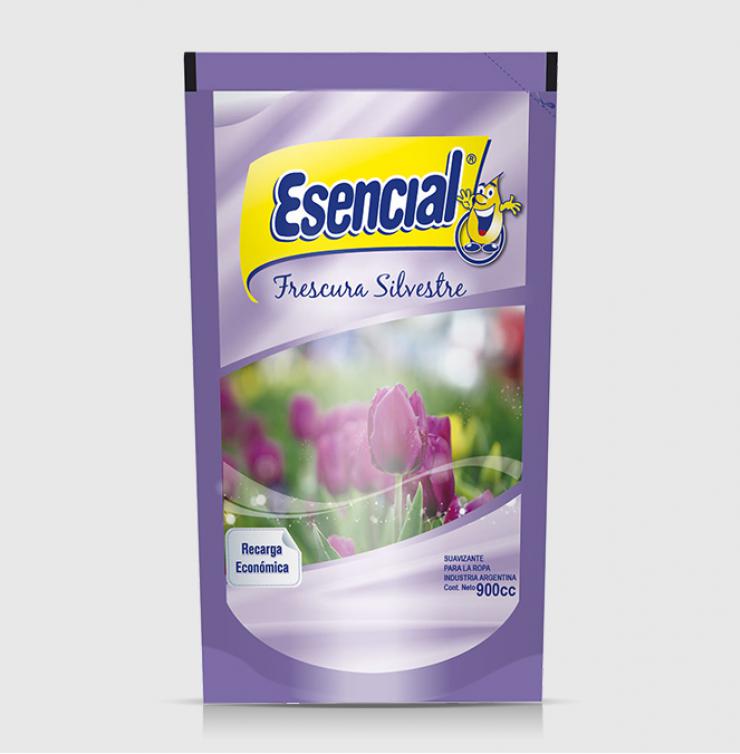 Esencial®
Frescura Silvestre
Recarga
Económica
SUAVIZANTE
PARA LA ROPA
INDUSTRIA ARGENTINA
Cont. Neto 900cc